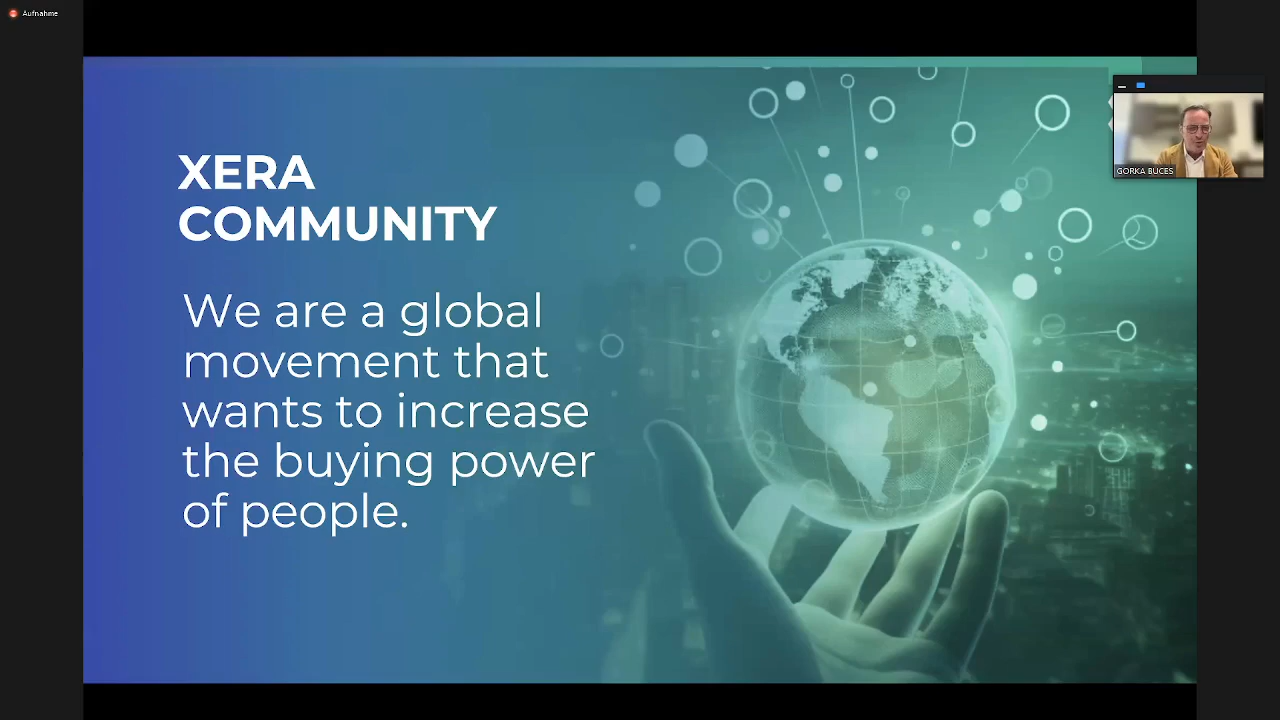 Aufnahme
XERA
COMMUNITY
We are a global
movement that
wants to increase
the buying power
of people.
GORKA BUCES